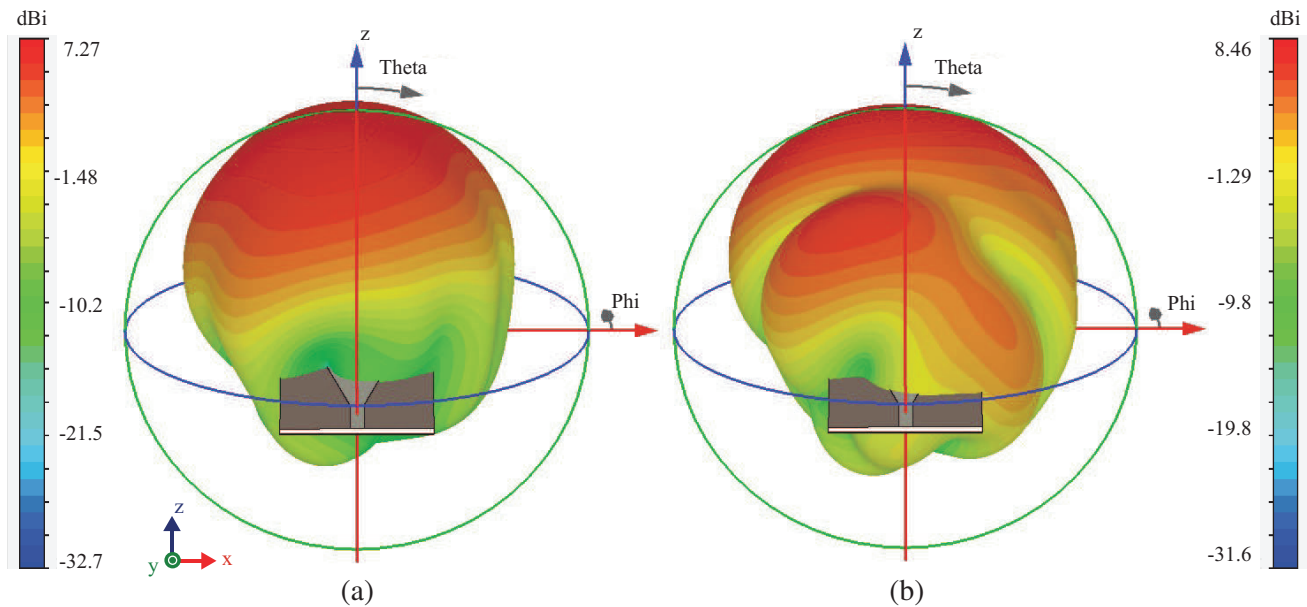 dBi
7.27
-1.48
-10.2
-21.5
-32.7
z
Theta
Phi
z
y
x
(a)
z
Theta
Phi
(b)
dBi
8.46
-1.29
-9.8
-19.8
-31.6